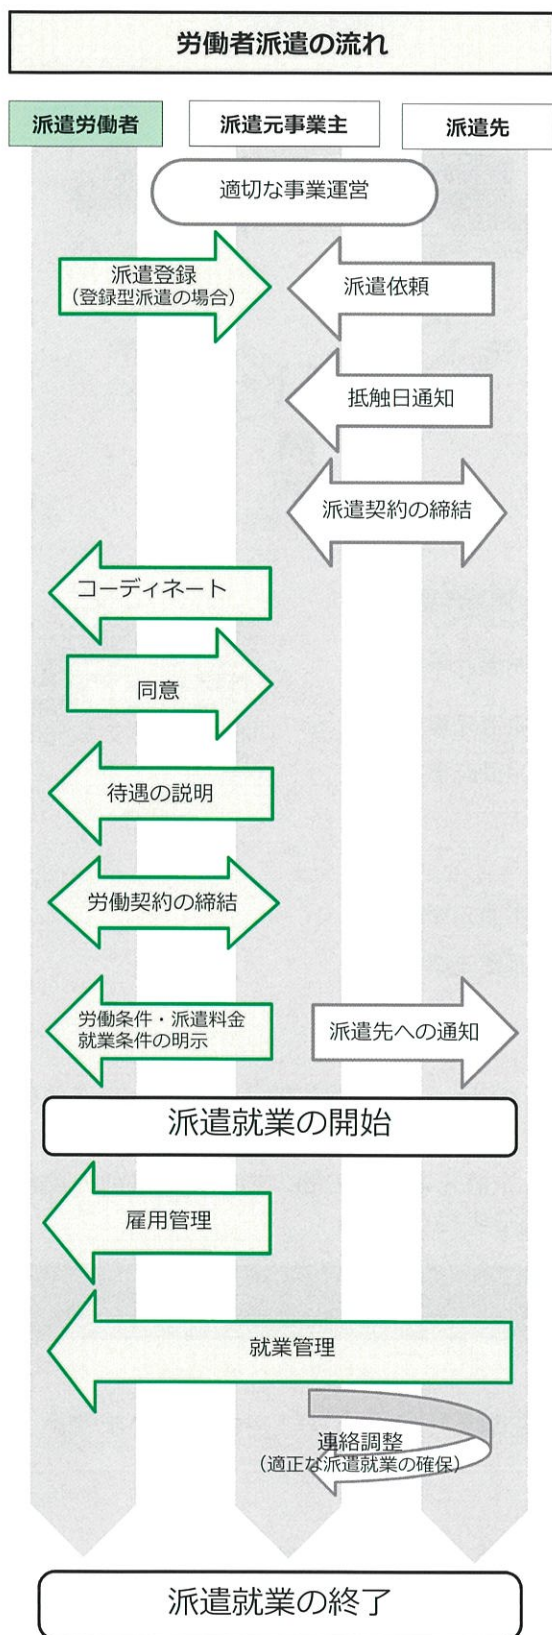 労働者派遣の流れ
派遣労働者
派遣元事業主
派遣先
適切な事業運営
派遣登録
（登録型派遣の場合）
派遣依頼
抵触日通知
派遣契約の締結
コーディネート
同意
待遇の説明
労働契約の締結
労働条件・派遣料金
就業条件の明示
派遣先への通知
派遣就業の開始
雇用管理
就業管理
連絡調整
（適正な派遣就業の確保）
派遣就業の終了